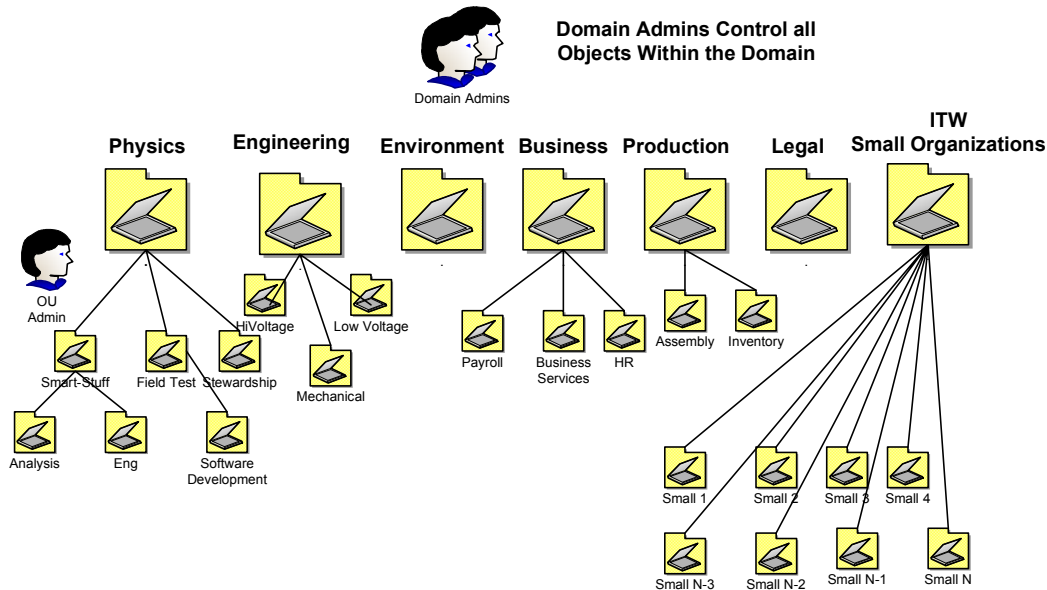 Domain Admins Control all
Objects Within the Domain
Domain Admins
Physics
Engineering
Environment
Business
Production
Legal
ITW
Small Organizations
OU
Admin
HiVoltage
Low Voltage
Mechanical
Smart-Stuff
Field Test
Stewardship
Analysis
Eng
Software
Development
Payroll
Business
Services
HR
Assembly
Inventory
Small 1
Small 2
Small 3
Small 4
Small N-3
Small N-2
Small N-1
Small N